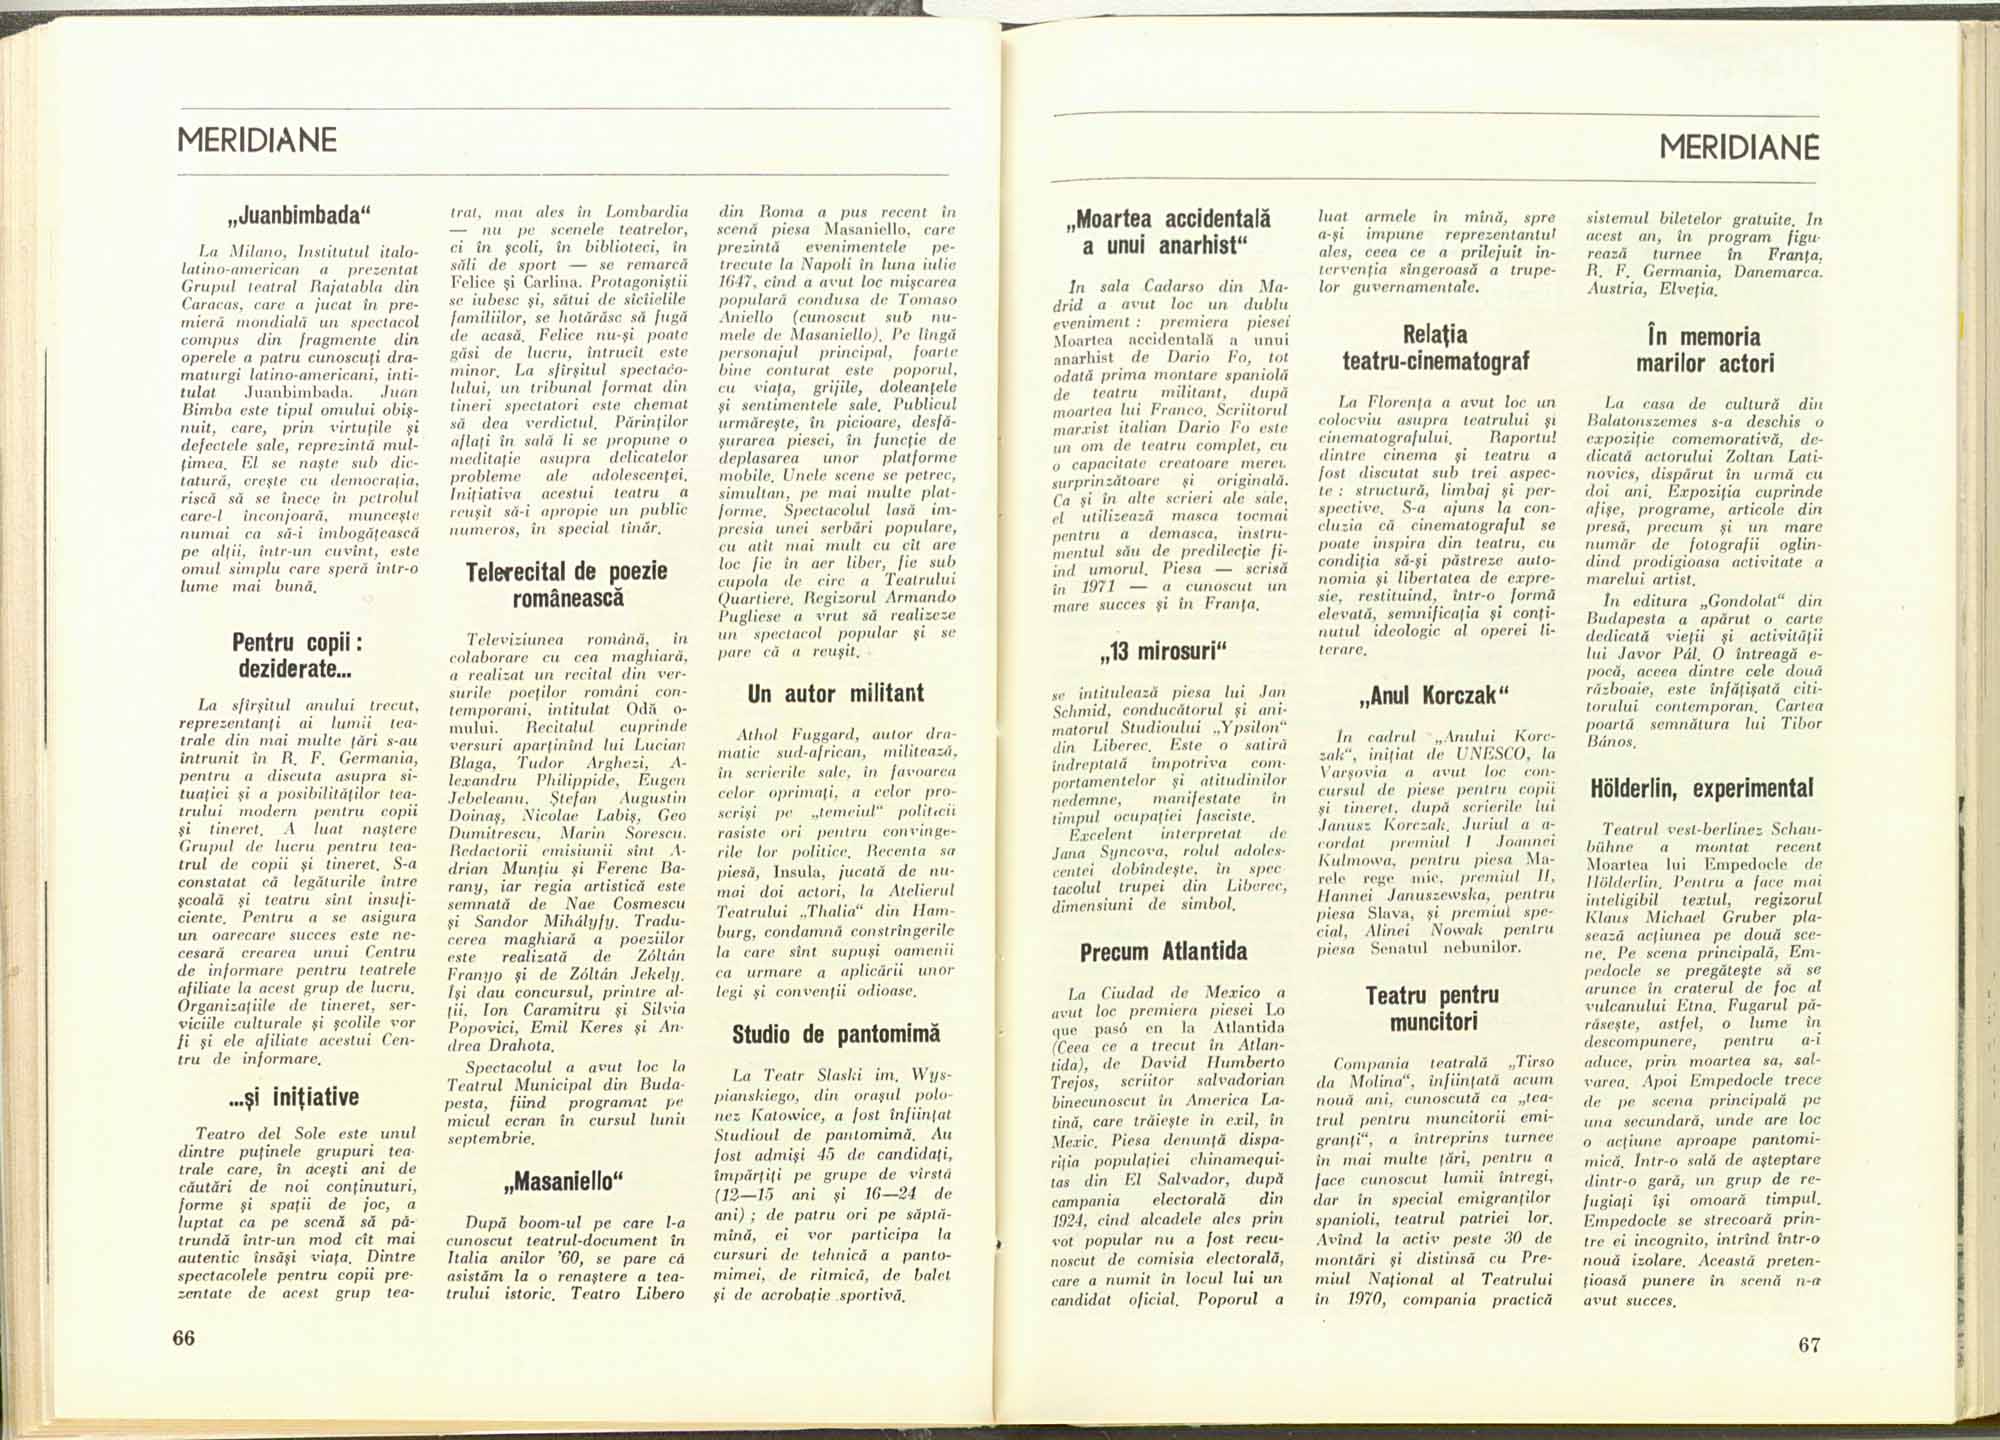 MERIDIANE
„Juanbimbada“
La Milano, Institutul italo-
latino-american a prezentat
Grupul teatral Rajatabla din
Caracas, care a jucat în pre-
mieră mondială un spectacol
compus din fragmente din
operele a patru cunoscuți dra-
maturgi latino-americani, inti-
tulat Juanbimbada. Juan
Bimba este tipul omului obiș-
nuit, care, prin virtuțile și
defectele sale, reprezintă mul-
țimea. El se naște sub dic-
tatură, crește cu democrația,
riscă să se înece în petrolul
care-l înconjoară, muncește
numai ca să-i îmbogățească
pe alții, într-un cuvînt, este
omul simplu care speră într-o
lume mai bună.
Pentru copii :
deziderate...
La sfîrșitul anului trecut,
reprezentanți ai lumii tea-
trale din mai multe țări s-au
întrunit în R. F. Germania,
pentru a discuta asupra si-
tuației și a posibilităților tea-
trului modern pentru copii
și tineret. A luat naștere
Grupul de lucru pentru tea-
trul de copii și tineret. S-a
constatat că legăturile între
școală și teatru sînt insufi-
ciente. Pentru a se asigura
un oarecare succes este ne-
cesară crearea unui Centru
de informare pentru teatrele
afiliate la acest grup de lucru.
Organizațiile de tineret, ser-
viciile culturale și școlile vor
fi și ele afiliate acestui Cen-
tru de informare.
...și inițiative
Teatro del Sole este unul
dintre puținele grupuri tea-
trale care, în acești ani de
căutări de noi conținuturi,
forme și spații de joc, a
luptat ca pe scenă să pă-
trundă într-un mod cît mai
autentic însăși viața. Dintre
spectacolele pentru copii pre-
zentate de acest grup tea-
trat, mai ales în Lombardia
— nu pe scenele teatrelor,
ci în școli, în biblioteci, în
săli de sport — se remarcă
Felice și Carlina. Protagoniștii
se iubesc și, sătui de sicîielile
familiilor, se hotărăsc să fugă
de acasă. Felice nu-și poate
găsi de lucru, întrucît este
minor. La sfîrșitul spectaco-
lului, un tribunal format din
tineri spectatori este chemat
să dea verdictul. Părinților
aflați în sală li se propune o
meditație asupra delicatelor
probleme ale adolescenței.
Inițiativa acestui teatru a
reușit să-i apropie un public
numeros, în special tînăr.
Telerecital de poezie
românească
Televiziunea română, în
colaborare cu cea maghiară,
a realizat un recital din ver-
surile poeților români con-
temporani, intitulat Odă o-
mului. Recitalul cuprinde
versuri aparținînd lui Lucian
Blaga, Tudor Arghezi, A-
lexandru Philippide, Eugen
Jebeleanu, Ștefan Augustin
Doinaș, Nicolae Labiș, Geo
Dumitrescu, Marin Sorescu.
Redactorii emisiunii sînt A-
drian Munțiu și Ferenc Ba-
rany, iar regia artistică este
semnată de Nae Cosmescu
și Sandor Mihályfy. Tradu-
cerea maghiară a poeziilor
este realizată de Zóltán
Franyo și de Zóltán Jekely.
Își dau concursul, printre al-
ții, Ion Caramitru și Silvia
Popovici, Emil Keres și An-
drea Drahota.
Spectacolul a avut loc la
Teatrul Municipal din Buda-
pesta, fiind programat pe
micul ecran în cursul lunii
septembrie.
„Masaniello“
După boom-ul pe care l-a
cunoscut teatrul-document în
Italia anilor '60, se pare că
asistăm la o renaștere a tea-
trului istoric. Teatro Libero
din Roma a pus recent în
scenă piesa Masaniello, care
prezintă evenimentele pe-
trecute la Napoli în luna iulie
1647, cînd a avut loc mișcarea
populară condusa de Tomaso
Aniello (cunoscut sub nu-
mele de Masaniello). Pe lîngă
personajul principal, foarte
bine conturat este poporul,
cu viața, grijile, doleanțele
și sentimentele sale. Publicul
urmărește, în picioare, desfă-
șurarea piesei, în funcție de
deplasarea unor platforme
mobile. Unele scene se petrec,
simultan, pe mai multe plat-
forme. Spectacolul lasă im-
presia unei serbări populare,
cu atît mai mult cu cît are
loc fie în aer liber, fie sub
cupola de circ a Teatrului
Quartiere. Regizorul Armando
Pugliese a vrut să realizeze
un spectacol popular și se
pare că a reușit.
Un autor militant
Athol Fuggard, autor dra-
matic sud-african, militează,
în scrierile sale, în favoarea
celor oprimați, a celor pro-
scriși pe „temeiul“ politicii
rasiste ori pentru convinge-
rile lor politice. Recenta sa
piesă, Insula, jucată de nu-
mai doi actori, la Atelierul
Teatrului „Thalia“ din Ham-
burg, condamnă constrîngerile
la care sînt supuși oamenii
ca urmare a aplicării unor
legi și convenții odioase.
Studio de pantomimă
La Teatr Slaski im. Wys-
pianskiego, din orașul polo-
nez Katowice, a fost înființat
Studioul de pantomimă. Au
fost admiși 45 de candidați,
împărțiți pe grupe de vîrstă
(12—15 ani și 16—24 de
ani) ; de patru ori pe săptă-
mînă, ei vor participa la
cursuri de tehnică a panto-
mimei, de ritmică, de balet
și de acrobație sportivă.
66
MERIDIANE
„Moartea accidentală
a unui anarhist“
În sala Cadarso din Ma-
drid a avut loc un dublu
eveniment : premiera piesei
Moartea accidentală a unui
anarhist de Dario Fo, tot
odată prima montare spaniolă
de teatru militant, după
moartea lui Franco. Scriitorul
marxist italian Dario Fo este
un om de teatru complet, cu
o capacitate creatoare mereu
surprinzătoare și originală.
Ca și în alte scrieri ale sale,
el utilizează masca tocmai
pentru a demasca, instru-
mentul său de predilecție fi-
ind umorul. Piesa — scrisă
în 1971 — a cunoscut un
mare succes și în Franța.
„13 mirosuri“
se intitulează piesa lui Jan
Schmid, conducătorul și ani-
matorul Studioului „Ypsilon“
din Liberec. Este o satiră
îndreptată împotriva com-
portamentelor și atitudinilor
nedemne, manifestate în
timpul ocupației fasciste.
Excelent interpretat de
Jana Syncova, rolul adoles-
centei dobîndește, în spec
tacolul trupei din Liberec,
dimensiuni de simbol.
Precum Atlantida
La Ciudad de Mexico a
avut loc premiera piesei Lo
que pasó en la Atlantida
(Ceea ce a trecut în Atlan-
tida), de David Humberto
Trejos, scriitor salvadorian
binecunoscut în America La-
tină, care trăiește în exil, în
Mexic. Piesa denunță dispa-
riția populației chinamequi-
tas din El Salvador, după
campania electorală din
1924, cînd alcadele ales prin
vot popular nu a fost recu-
noscut de comisia electorală,
care a numit în locul lui un
candidat oficial. Poporul a
luat armele în mînă, spre
a-și impune reprezentantul
ales, ceea ce a prilejuit in-
tervenția sîngeroasă a trupe-
lor guvernamentale.
Relația
teatru-cinematograf
La Florența a avut loc un
colocviu asupra teatrului și
cinematografului. Raportul
dintre cinema și teatru a
fost discutat sub trei aspec-
te : structură, limbaj și per-
spective. S-a ajuns la con-
cluzia că cinematograful se
poate inspira din teatru, cu
condiția să-și păstreze auto-
nomia și libertatea de expre-
sie, restituind, într-o formă
elevată, semnificația și conți-
nutul ideologic al operei li-
terare.
„Anul Korczak“
În cadrul „Anului Korc-
zak“, inițiat de UNESCO, la
Varșovia a avut loc con-
cursul de piese pentru copii
și tineret, după scrierile lui
Janusz Korczak. Juriul a a-
cordat premiul I Joannei
Kulmowa, pentru piesa Ma-
rele rege mic, premiul II,
Hannei Januszewska, pentru
piesa Slava, și premiul spe-
cial, Alinei Nowak pentru
piesa Senatul nebunilor.
Teatru pentru
muncitori
Compania teatrală „Tirso
da Molina“, înființată acum
nouă ani, cunoscută ca „tea-
trul pentru muncitorii emi-
granți“, a întreprins turnee
în mai multe țări, pentru a
face cunoscut lumii întregi,
dar în special emigranților
spanioli, teatrul patriei lor.
Avînd la activ peste 30 de
montări și distinsă cu Pre-
miul Național al Teatrului
în 1970, compania practică
sistemul biletelor gratuite. În
acest an, în program figu-
rează turnee în Franța,
R. F. Germania, Danemarca,
Austria, Elveția.
În memoria
marilor actori
La casa de cultură din
Balatonszemes s-a deschis o
expoziție comemorativă, de-
dicată actorului Zoltan Lati-
novics, dispărut în urmă cu
doi ani. Expoziția cuprinde
afișe, programe, articole din
presă, precum și un mare
număr de fotografii oglin-
dind prodigioasa activitate a
marelui artist.
În editura „Gondolat“ din
Budapesta a apărut o carte
dedicată vieții și activității
lui Javor Pál. O întreagă e-
pocă, aceea dintre cele două
războaie, este înfățișată citi-
torului contemporan. Cartea
poartă semnătura lui Tibor
Bános.
Hölderlin, experimental
Teatrul vest-berlinez Schau-
bühne a montat recent
Moartea lui Empedocle de
Hölderlin. Pentru a face mai
inteligibil textul, regizorul
Klaus Michael Gruber pla-
sează acțiunea pe două sce-
ne. Pe scena principală, Em-
pedocle se pregătește să se
arunce în craterul de foc al
vulcanului Etna. Fugarul pă-
răsește, astfel, o lume în
descompunere, pentru a-i
aduce, prin moartea sa, sal-
varea. Apoi Empedocle trece
de pe scena principală pe
una secundară, unde are loc
o acțiune aproape pantomi-
mică. Într-o sală de așteptare
dintr-o gară, un grup de re-
fugiați își omoară timpul.
Empedocle se strecoară prin-
tre ei incognito, intrînd într-o
nouă izolare. Această preten-
țioasă punere în scenă n-a
avut succes.
67